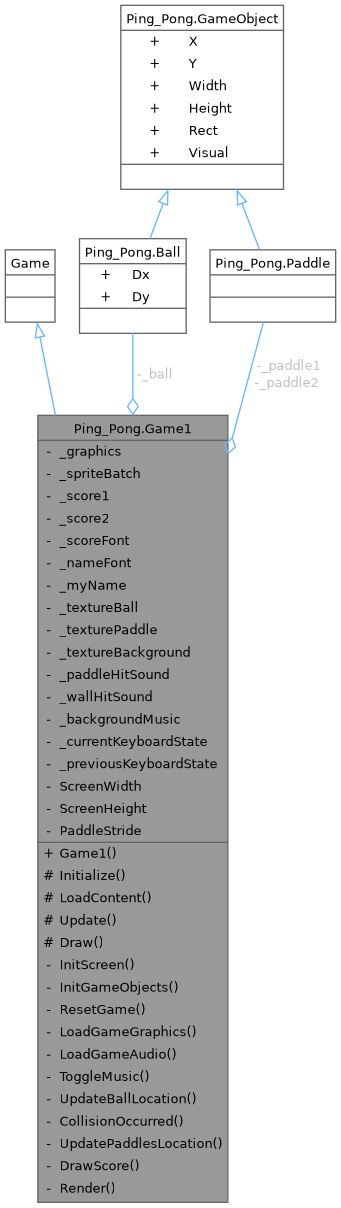 Ping_Pong.GameObject
+ X
+ Y
+ Width
+ Height
+ Rect
+ Visual
Game
Ping_Pong.Ball
+ Dx
+ Dy
Ping_Pong.Paddle
-_ball
-_paddle1
-_paddle2
Ping_Pong.Game1
- _graphics
- _spriteBatch
- _score1
- _score2
- _scoreFont
- _nameFont
- _myName
- _textureBall
- _texturePaddle
- _textureBackground
- _paddleHitSound
- _wallHitSound
- _backgroundMusic
- _currentKeyboardState
- _previousKeyboardState
- ScreenWidth
- ScreenHeight
- PaddleStride
+ Game1()
# Initialize()
# LoadContent()
# Update()
# Draw()
- InitScreen()
- InitGameObjects()
- ResetGame()
- LoadGameGraphics()
- LoadGameAudio()
- ToggleMusic()
- UpdateBallLocation()
- CollisionOccurred()
- UpdatePaddlesLocation()
- DrawScore()
- Render()